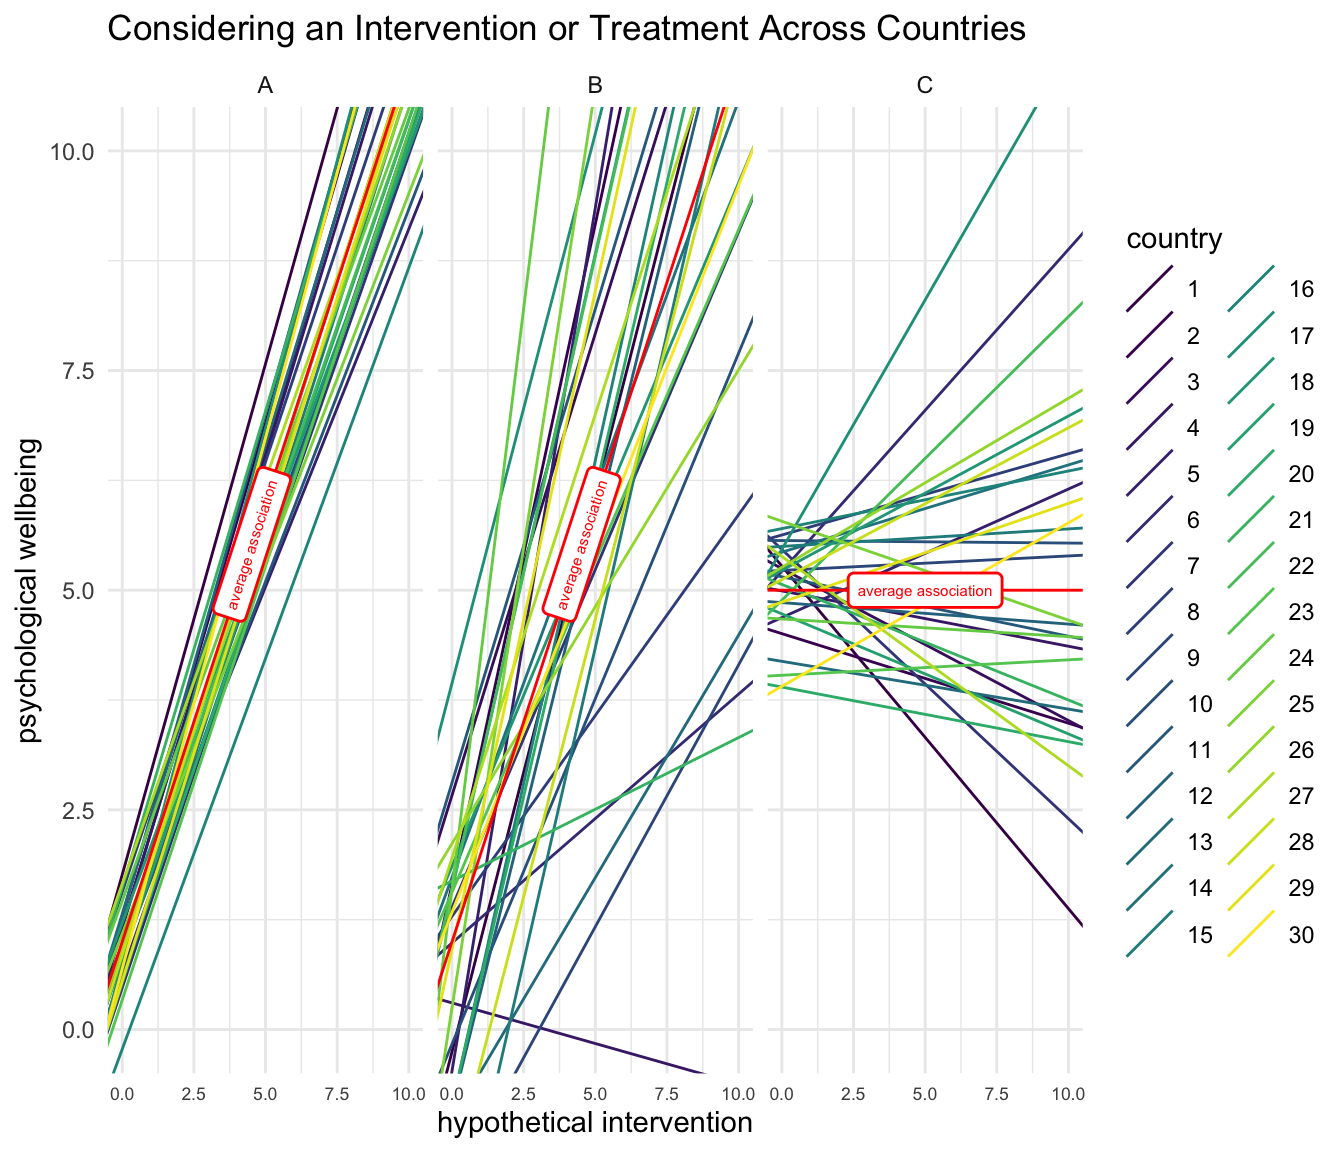 Considering an Intervention or Treatment Across Countries
A
B
C
psychological wellbeing
10.0
7.5
5.0
2.5
0.0
average association
average association
average association
0.0 2.5 5.0 7.5 10.0
0.0 2.5 5.0 7.5 10.0
0.0 2.5 5.0 7.5 10.0
hypothetical intervention
country
1
2
3
4
5
6
7
8
9
10
11
12
13
14
15
16
17
18
19
20
21
22
23
24
25
26
27
28
29
30